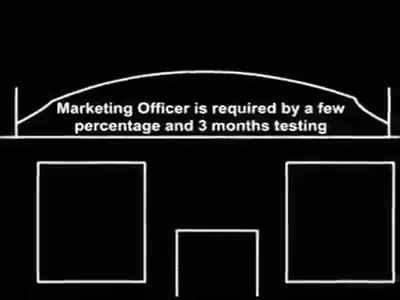 Marketing Officer is required by a few
percentage and 3 months testing